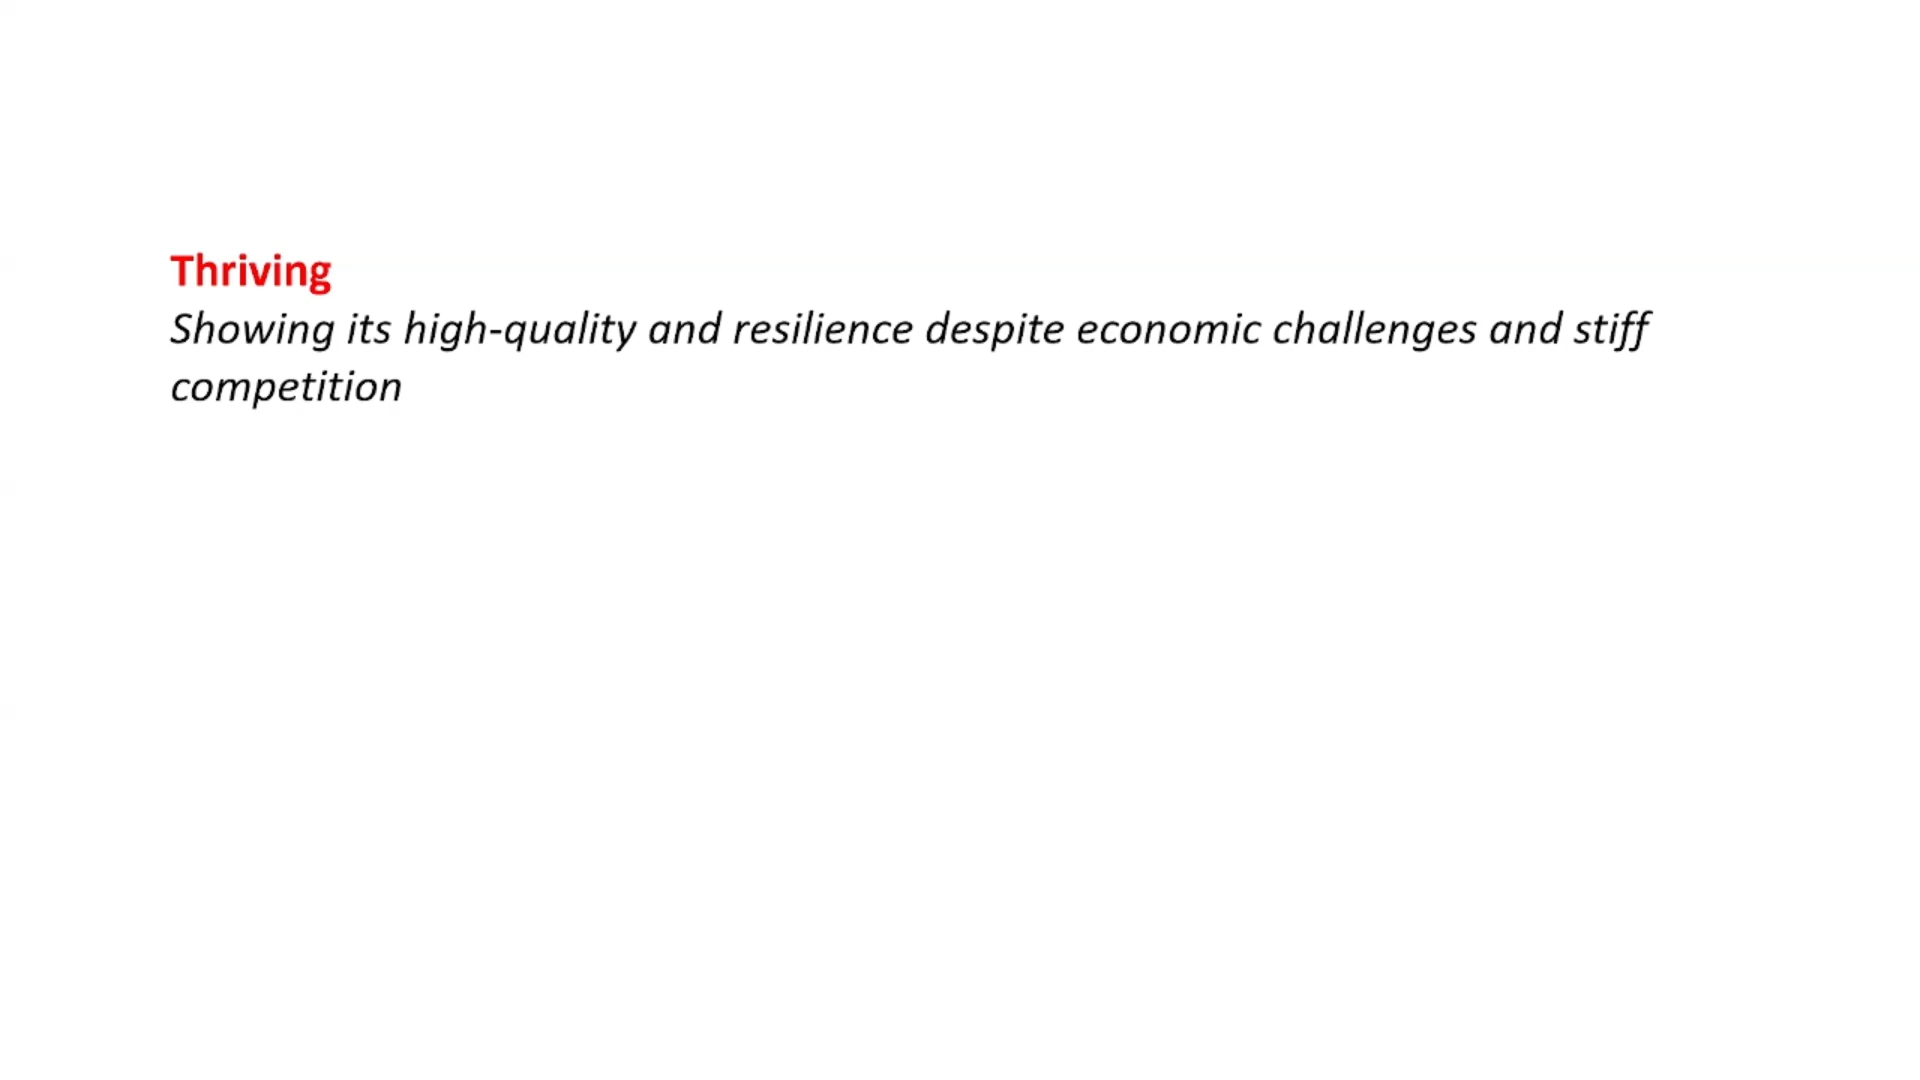 Thriving
Showing its high-quality and resilience despite economic challenges and stiff
competition